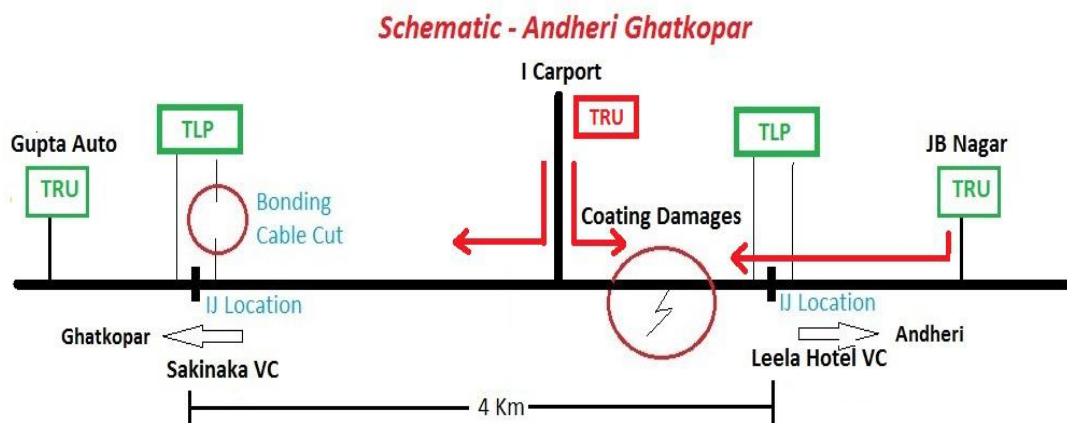 Schematic - Andheri Ghatkopar
I Carport
TRU
TLP
TLP
Gupta Auto
JB Nagar
TRU
TRU
Bonding
Cable Cut
Coating Damages
IJ Location
IJ Location
Ghatkopar
Andheri
Sakinaka VC
Leela Hotel VC
4 Km